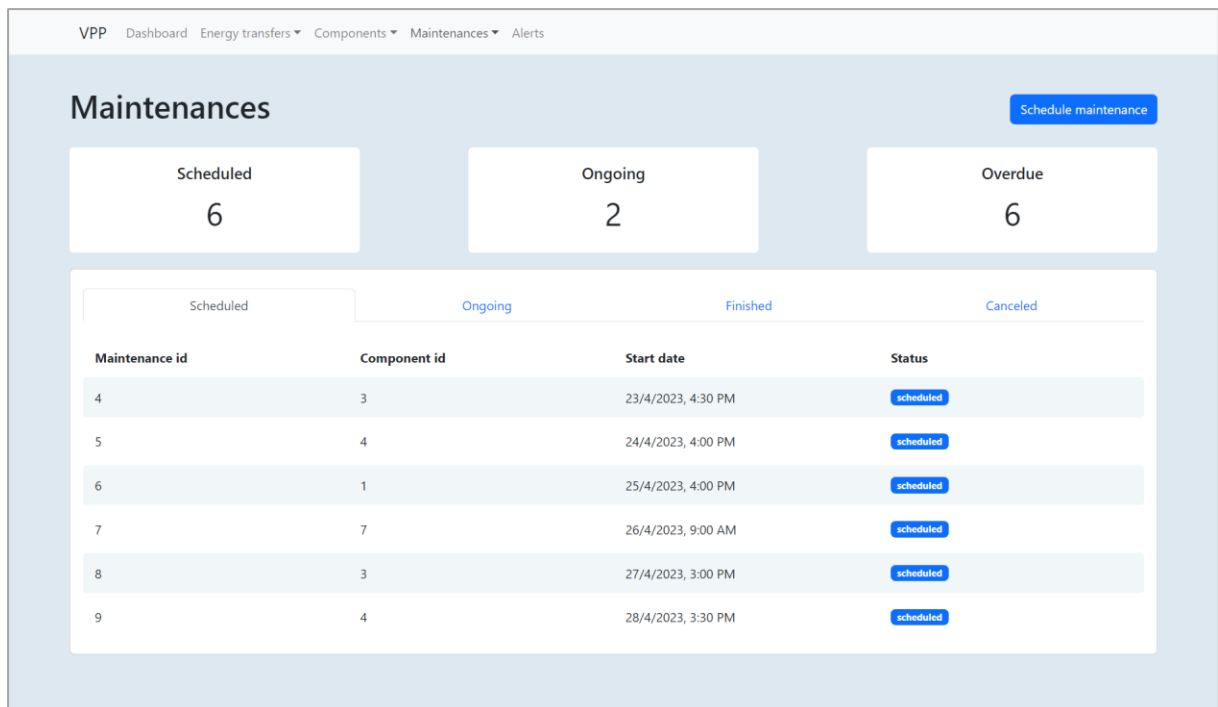 VPP Dashboard Energy transfers Components Maintenances Alerts
Maintenances
Schedule maintenance
Scheduled Ongoing Overdue
6 2 6
Scheduled Ongoing Finished Canceled
Maintenance id Component id Start date Status
4 3 23/4/2023, 4:30 PM scheduled
5 4 24/4/2023, 4:00 PM scheduled
6 1 25/4/2023, 4:00 PM scheduled
7 7 26/4/2023, 9:00 AM scheduled
8 3 27/4/2023, 3:00 PM scheduled
9 4 28/4/2023, 3:30 PM scheduled